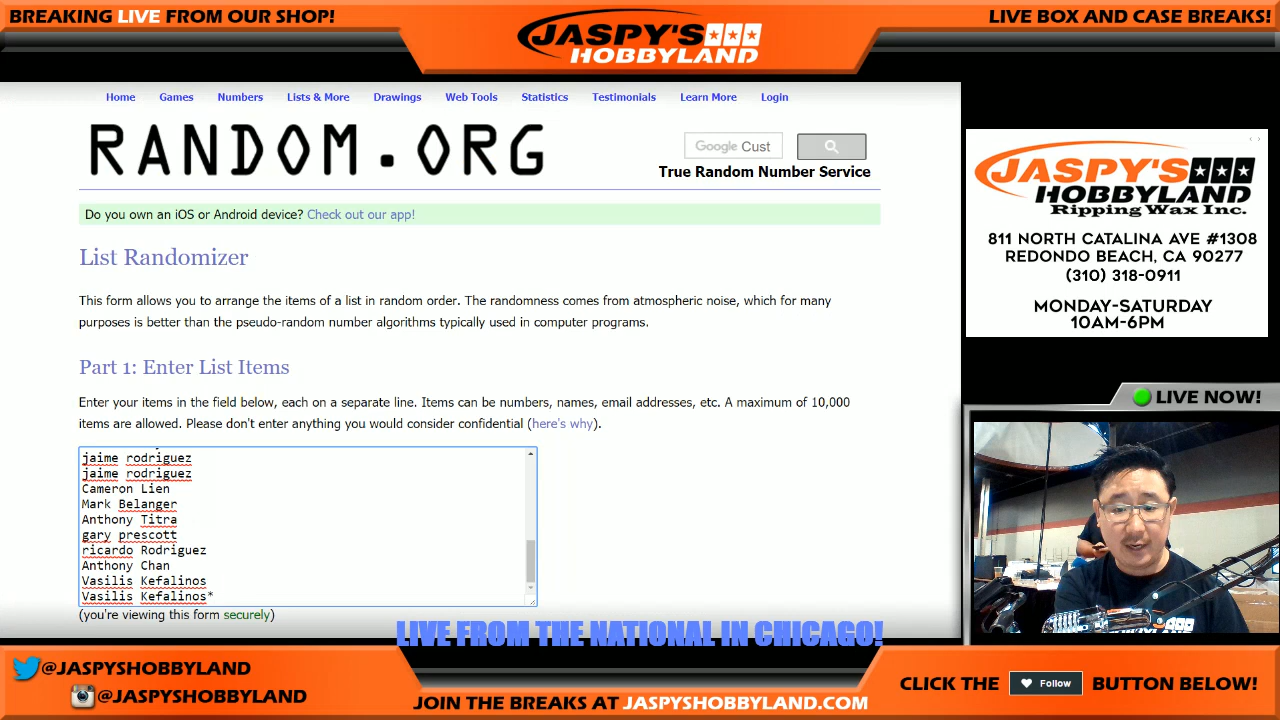 BREAKING LIVE FROM OUR SHOP!
JASPY'S
HOBBYLAND
LIVE BOX AND CASE BREAKS!
Home Games Numbers Lists & More Drawings Web Tools Statistics Testimonials Learn More Login
RANDOM.ORG
Google Cust
True Random Number Service
Do you own an iOS or Android device? Check out our app!
List Randomizer
This form allows you to arrange the items of a list in random order. The randomness comes from atmospheric noise, which for many
purposes is better than the pseudo-random number algorithms typically used in computer programs.
Part 1: Enter List Items
Enter your items in the field below, each on a separate line. Items can be numbers, names, email addresses, etc. A maximum of 10,000
items are allowed. Please don't enter anything you would consider confidential (here's why).
jaime rodriguez
jaime rodriguez
Cameron Lien
Mark Belanger
Anthony Titra
gary prescott
ricardo Rodriguez
Anthony Chan
Vasilis Kefalinos
Vasilis Kefalinos*
(you're viewing this form securely)
JASPY'S
HOBBYLAND
Ripping Wax Inc.
811 NORTH CATALINA AVE #1308
REDONDO BEACH, CA 90277
(310) 318-0911
MONDAY-SATURDAY
10AM-6PM
LIVE NOW!
LIVE FROM THE NATIONAL IN CHICAGO!
@JASPYSHOBBYLAND
@JASPYSHOBBYLAND
JOIN THE BREAKS AT JASPYSHOBBYLAND.COM
CLICK THE Follow BUTTON BELOW!